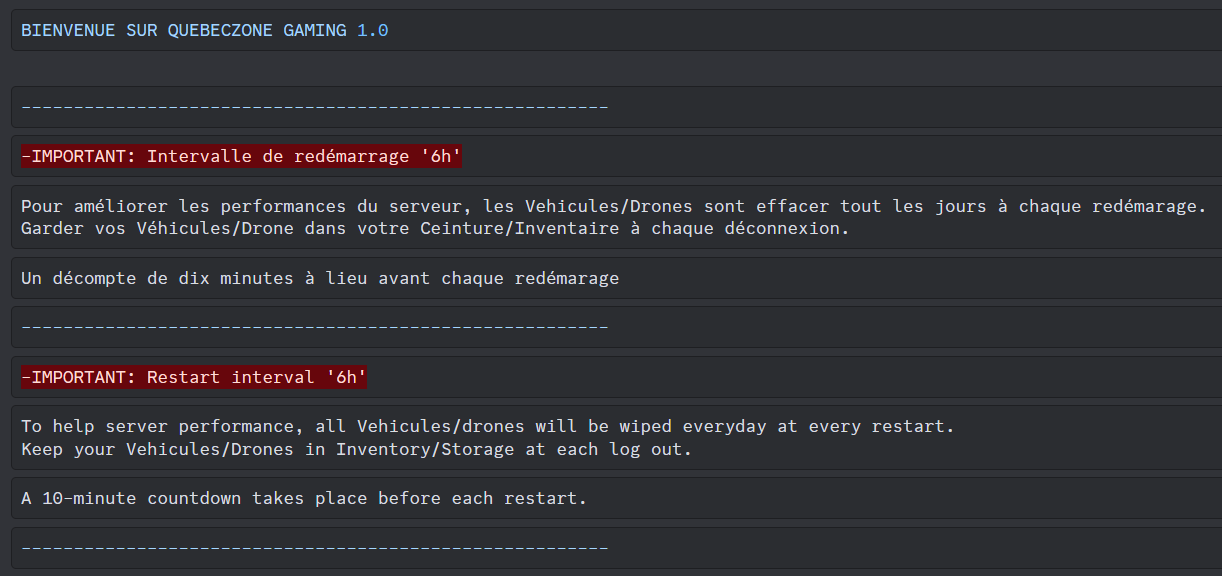 BIENVENUE SUR QUEBECZONE GAMING 1.0
--------------------------------------------------------
-IMPORTANT: Intervalle de redémarrage '6h'
Pour améliorer les performances du serveur, les Vehicules/Drones sont effacer tout les jours à chaque redémarage.
Garder vos Véhicules/Drone dans votre Ceinture/Inventaire à chaque déconnexion.
Un décompte de dix minutes à lieu avant chaque redémarage
--------------------------------------------------------
-IMPORTANT: Restart interval '6h'
To help server performance, all Vehicules/drones will be wiped everyday at every restart.
Keep your Vehicules/Drones in Inventory/Storage at each log out.
A 10-minute countdown takes place before each restart.
--------------------------------------------------------